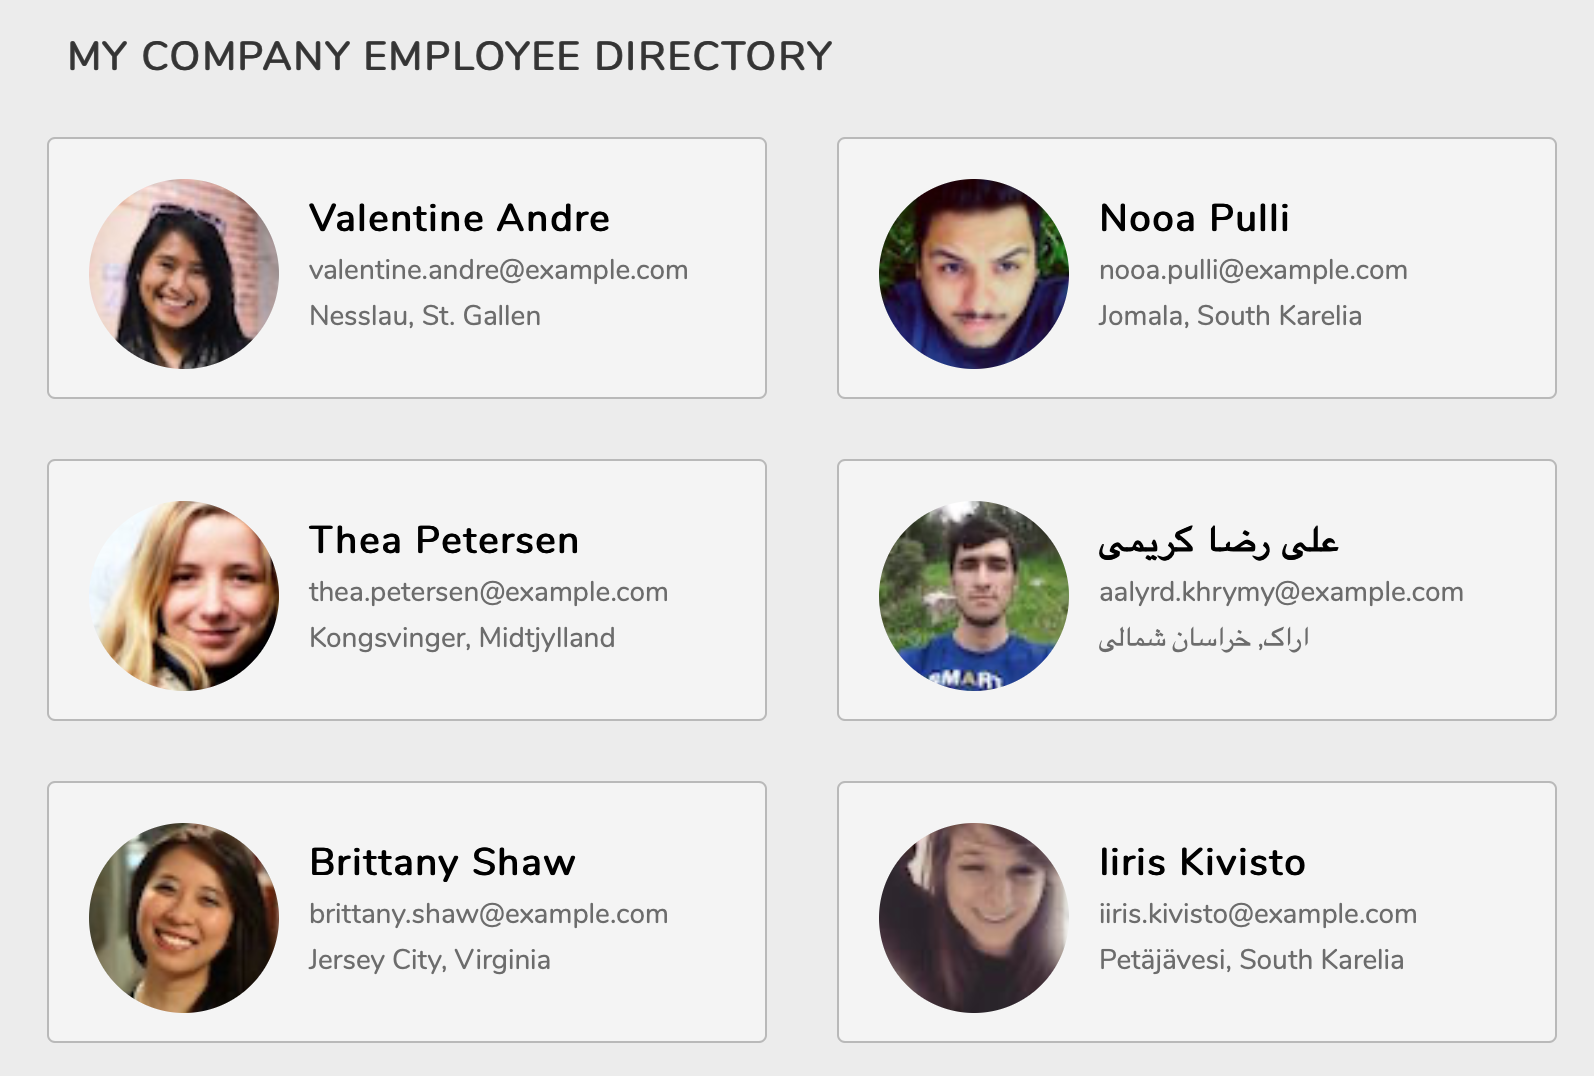 MY COMPANY EMPLOYEE DIRECTORY
Valentine Andre
valentine.andre@example.com
Nesslau, St. Gallen
Nooa Pulli
nooa.pulli@example.com
Jomala, South Karelia
Thea Petersen
thea.petersen@example.com
Kongsvinger, Midtjylland
علی رضا کریمی
aalyrd.khrymy@example.com
اراک, خراسان شمالی
SMART
Brittany Shaw
brittany.shaw@example.com
Jersey City, Virginia
Iiris Kivisto
iiris.kivisto@example.com
Petäjävesi, South Karelia